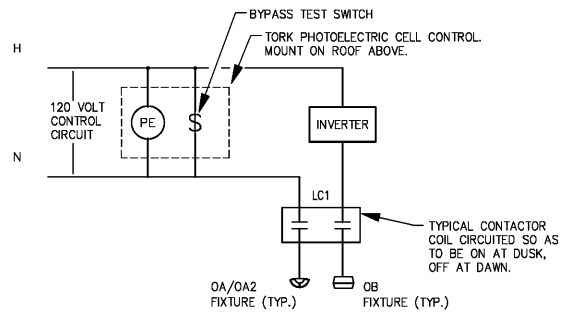 BYPASS TEST SWITCH
TORK PHOTOELECTRIC CELL CONTROL.
MOUNT ON ROOF ABOVE.
H
120 VOLT
CONTROL
CIRCUIT
PE
S
INVERTER
N
LC1
TYPICAL CONTACTOR
COIL CIRCUITED SO AS
TO BE ON AT DUSK,
OFF AT DAWN.
OA/OA2
FIXTURE (TYP.)
OB
FIXTURE (TYP.)